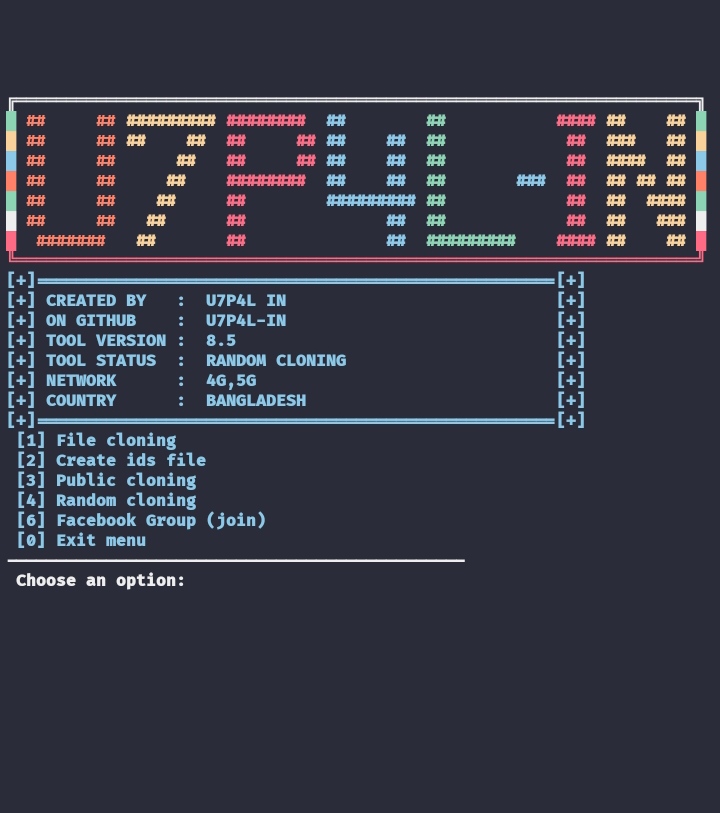 U7P4L-IN
[+]══════════════════════════════════════════════════[+]
[+] CREATED BY   :  U7P4L IN                           [+]
[+] ON GITHUB    :  U7P4L-IN                           [+]
[+] TOOL VERSION :  8.5                                [+]
[+] TOOL STATUS  :  RANDOM CLONING                     [+]
[+] NETWORK      :  4G,5G                              [+]
[+] COUNTRY      :  BANGLADESH                         [+]
[+]══════════════════════════════════════════════════[+]
[1] File cloning
[2] Create ids file
[3] Public cloning
[4] Random cloning
[6] Facebook Group (join)
[0] Exit menu
Choose an option: